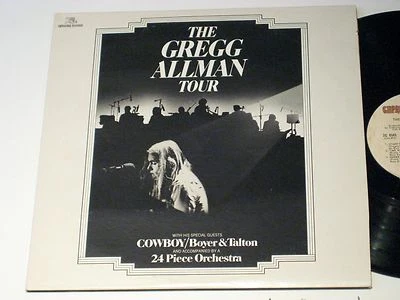 THE
GREGG
ALLMAN
TOUR
WITH HIS SPECIAL GUESTS
COWBOY/Boyer & Talton
AND ACCOMPANIED BY A
24 Piece Orchestra